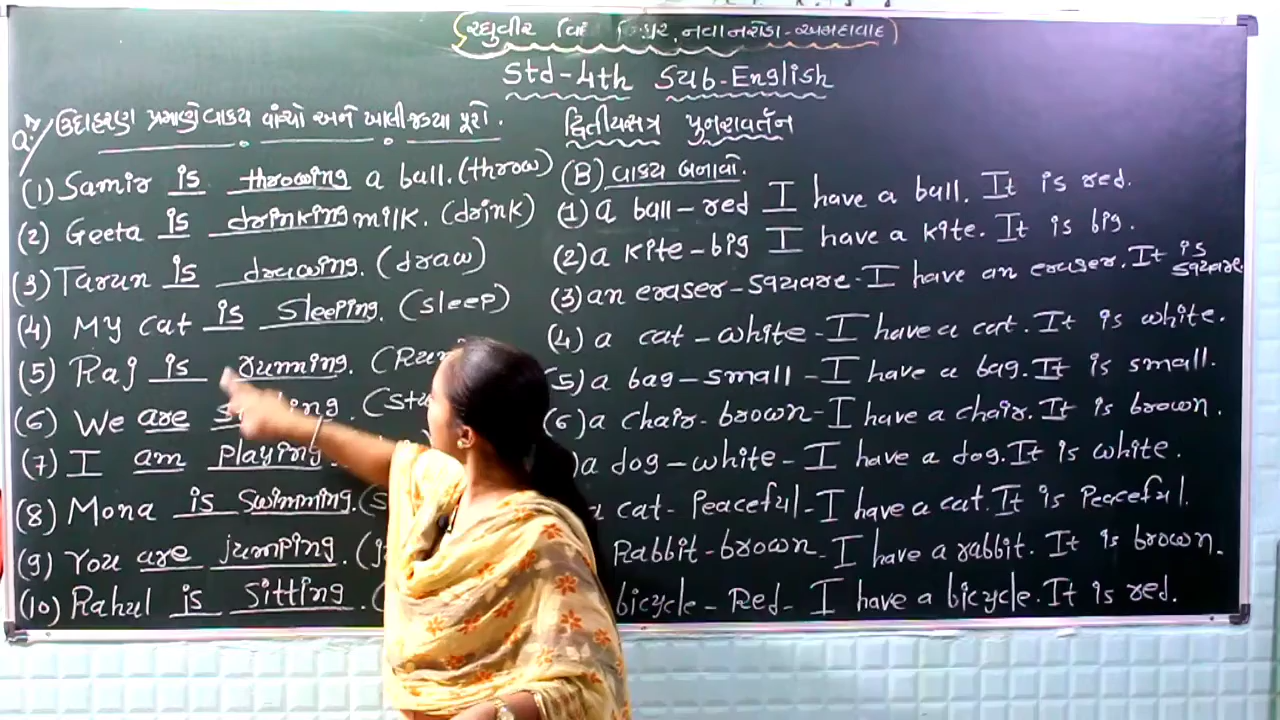 રઘુવીર વિદ્યા વિહાર, નવા નરોડા - અમદાવાદ
Std-4th Sub-English
Q:1 ઉદાહરણ પ્રમાણે વાક્ય વાંચો અને ખાલી જગ્યા પૂરો.
(1) Samir is throwing a ball. (throw)
(2) Geeta is drinking milk. (drink)
(3) Tarun is drawing. (draw)
(4) My cat is Sleeping. (sleep)
(5) Raj is running. (Run
(6) We are (
(7) I am Playing.
(8) Mona is Swimming. (S
(9) You are jumping. (j
(10) Rahul is Sitting. (
દ્વિતીયસત્ર પુનરાવર્તન
(B) વાક્ય બનાવો.
(1) a ball - red I have a ball. It is red.
(2) a kite - big I have a kite. It is big.
(3) an eraser - square - I have an eraser. It is square.
(4) a cat - white - I have a cat. It is white.
(5) a bag - small - I have a bag. It is small.
(6) a chair - brown - I have a chair. It is brown.
) a dog - white - I have a dog. It is white.
a cat - Peaceful - I have a cat. It is Peaceful.
Rabbit - brown - I have a rabbit. It is brown.
bicycle - Red - I have a bicycle. It is red.